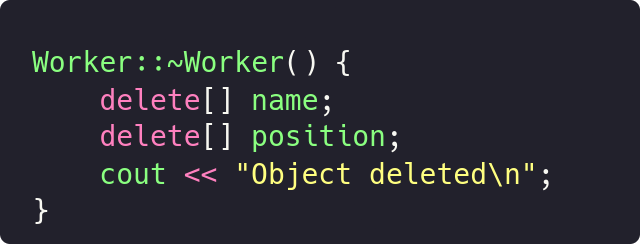 Worker::~Worker() {
    delete[] name;
    delete[] position;
    cout << "Object deleted\n";
}